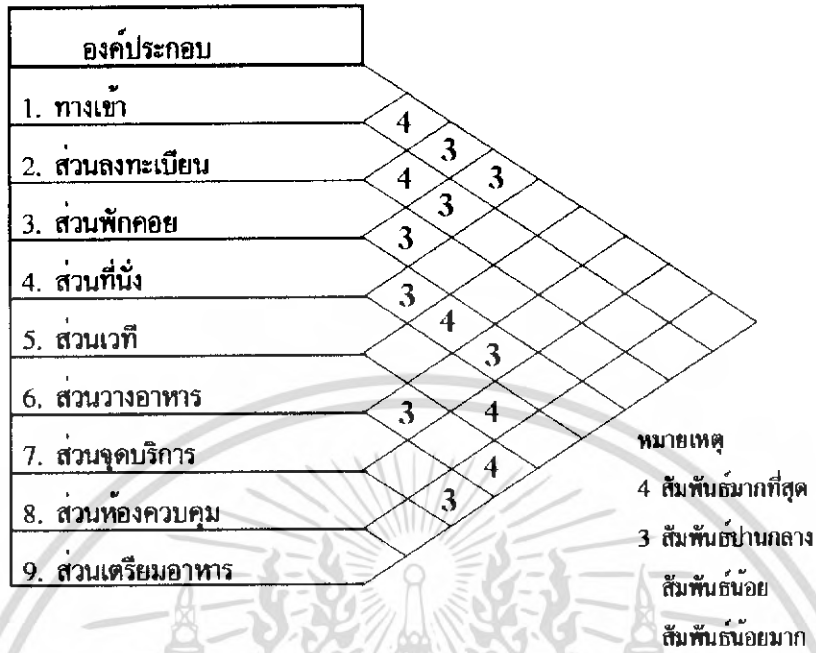 องค์ประกอบ
1. ทางเข้า
4
3
2. ส่วนลงทะเบียน
4
3
3
3. ส่วนพักคอย
3
4. ส่วนที่นั่ง
3
4
5. ส่วนเวที
3
6. ส่วนวางอาหาร
3
4
หมายเหตุ
7. ส่วนจุดบริการ
4
4 สัมพันธ์มากที่สุด
8. ส่วนห้องควบคุม
3
3 สัมพันธ์ปานกลาง
9. ส่วนเตรียมอาหาร
สัมพันธ์น้อย
สัมพันธ์น้อยมาก